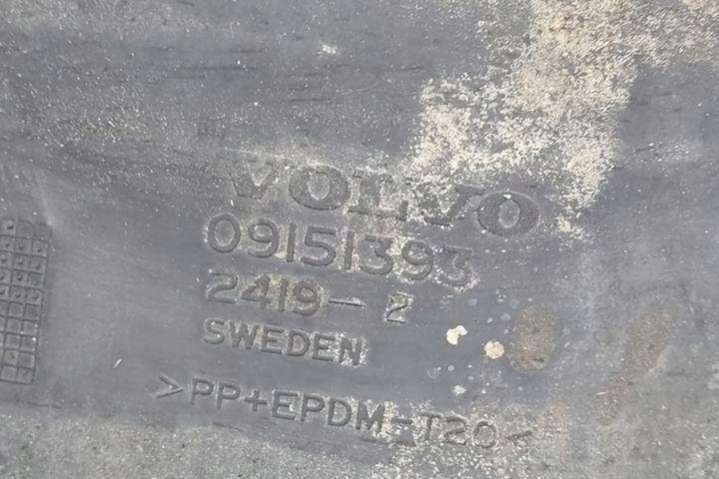 VOLVO
09151393
2419-2
SWEDEN
>PP+EPDM-T20<